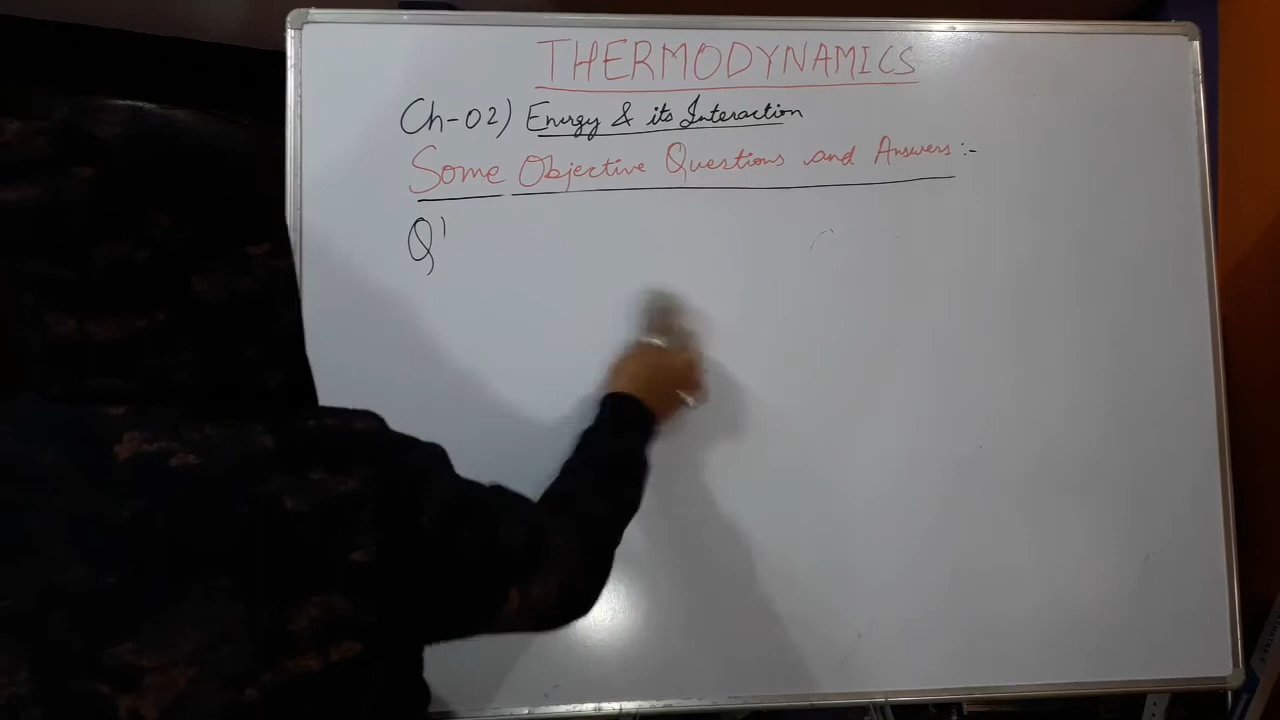 THERMODYNAMICS
Ch-02) Energy & its Interaction
Some Objective Questions and Answers:-
Q'